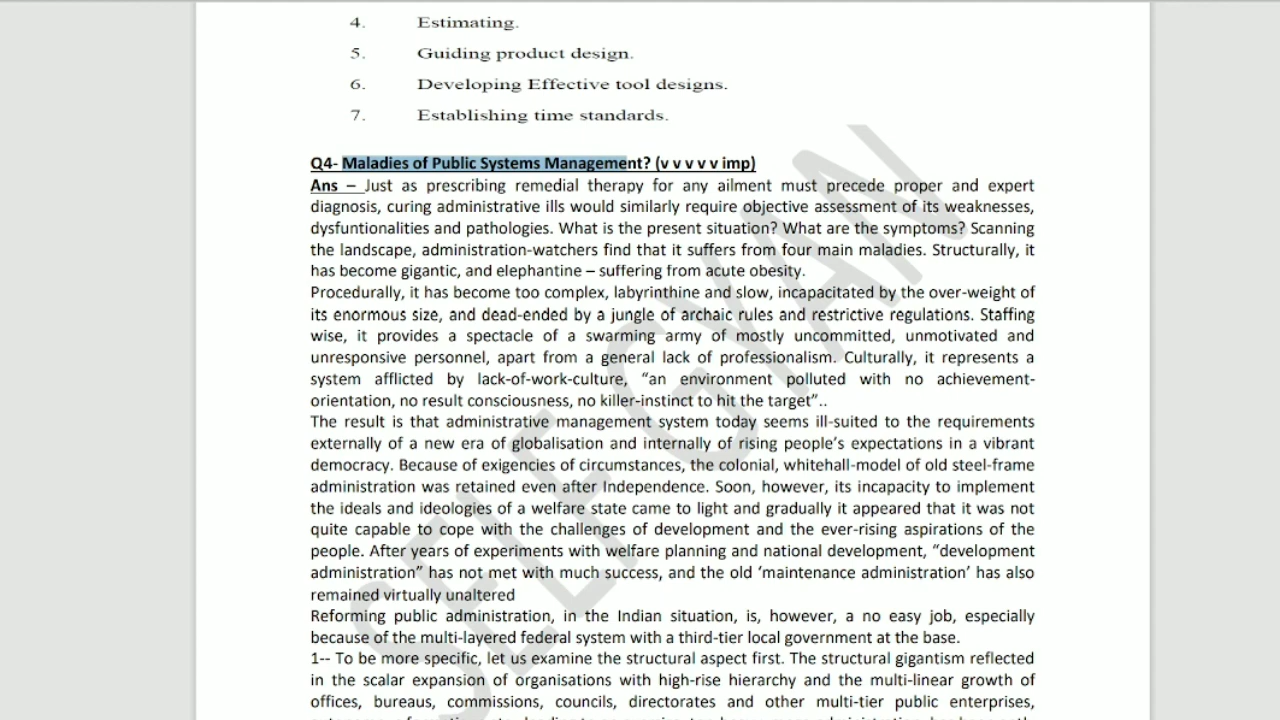 4. Estimating.
5. Guiding product design.
6. Developing Effective tool designs.
7. Establishing time standards.
Q4- Maladies of Public Systems Management? (v v v v v imp)
Ans – Just as prescribing remedial therapy for any ailment must precede proper and expert
diagnosis, curing administrative ills would similarly require objective assessment of its weaknesses,
dysfuntionalities and pathologies. What is the present situation? What are the symptoms? Scanning
the landscape, administration-watchers find that it suffers from four main maladies. Structurally, it
has become gigantic, and elephantine – suffering from acute obesity.
Procedurally, it has become too complex, labyrinthine and slow, incapacitated by the over-weight of
its enormous size, and dead-ended by a jungle of archaic rules and restrictive regulations. Staffing
wise, it provides a spectacle of a swarming army of mostly uncommitted, unmotivated and
unresponsive personnel, apart from a general lack of professionalism. Culturally, it represents a
system afflicted by lack-of-work-culture, “an environment polluted with no achievement-
orientation, no result consciousness, no killer-instinct to hit the target”..
The result is that administrative management system today seems ill-suited to the requirements
externally of a new era of globalisation and internally of rising people’s expectations in a vibrant
democracy. Because of exigencies of circumstances, the colonial, whitehall-model of old steel-frame
administration was retained even after Independence. Soon, however, its incapacity to implement
the ideals and ideologies of a welfare state came to light and gradually it appeared that it was not
quite capable to cope with the challenges of development and the ever-rising aspirations of the
people. After years of experiments with welfare planning and national development, “development
administration” has not met with much success, and the old ‘maintenance administration’ has also
remained virtually unaltered
Reforming public administration, in the Indian situation, is, however, a no easy job, especially
because of the multi-layered federal system with a third-tier local government at the base.
1-- To be more specific, let us examine the structural aspect first. The structural gigantism reflected
in the scalar expansion of organisations with high-rise hierarchy and the multi-linear growth of
offices, bureaus, commissions, councils, directorates and other multi-tier public enterprises,
SELF GYAN